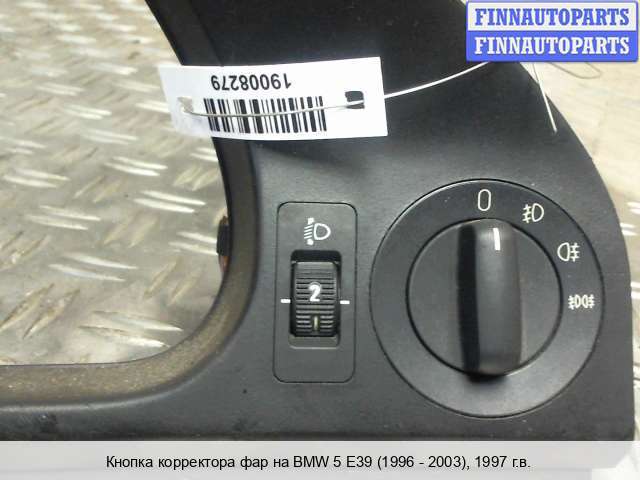 FINNAUTOPARTS
FINNAUTOPARTS
19008279
0
2
Кнопка корректора фар на BMW 5 E39 (1996 - 2003), 1997 г.в.